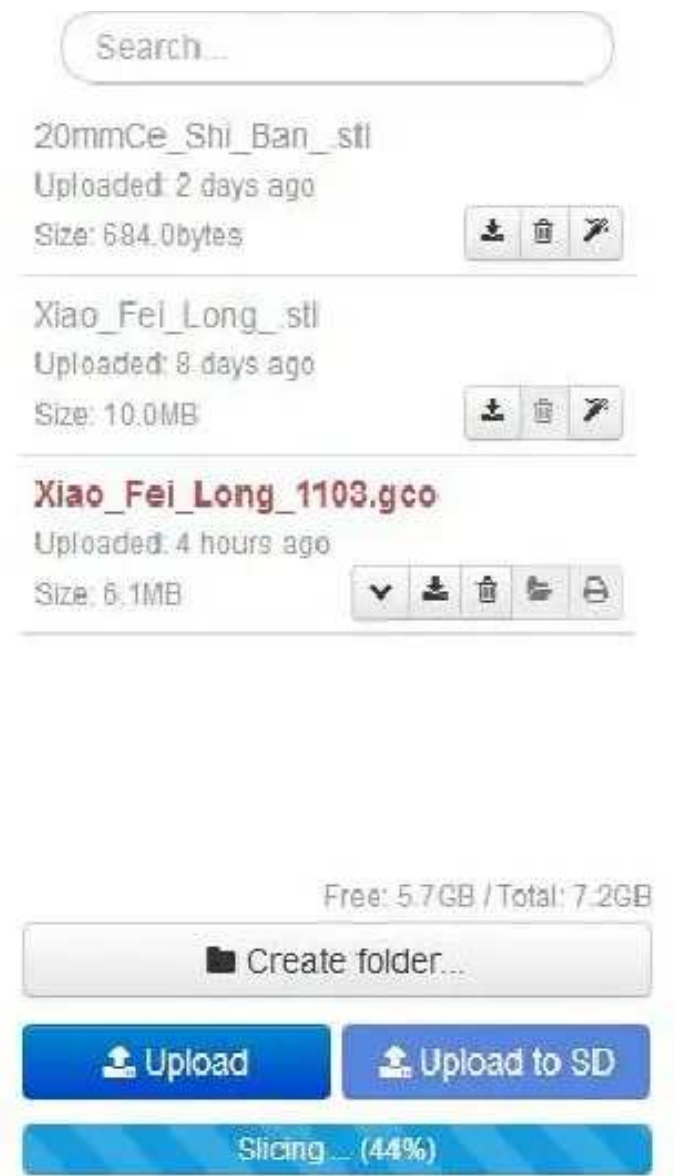 Search...
20mmCe_Shi_Ban_.stl
Uploaded: 2 days ago
Size: 684.0bytes
Xiao_Fei_Long_.stl
Uploaded: 8 days ago
Size: 10.0MB
Xiao_Fei_Long_1103.gco
Uploaded: 4 hours ago
Size: 6.1MB
Free: 5.7GB / Total: 7.2GB
Create folder...
Upload
Upload to SD
Slicing ... (44%)